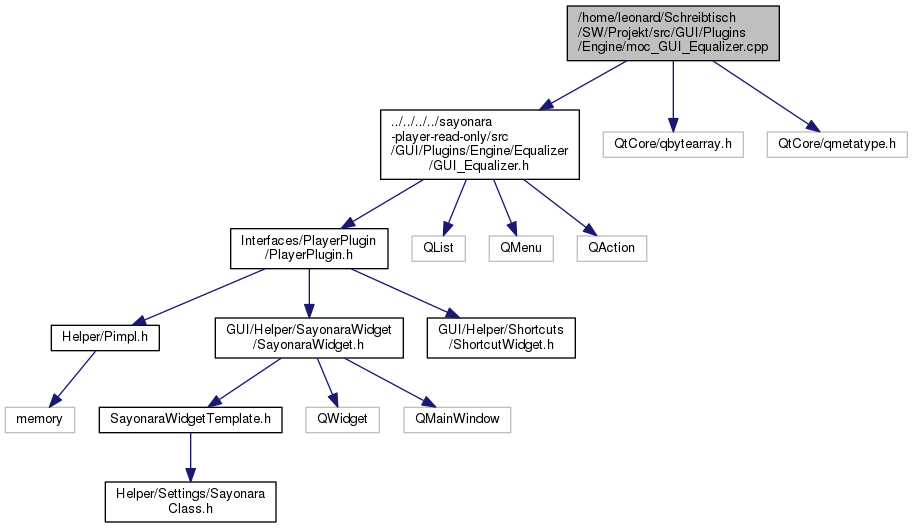 /home/leonard/Schreibtisch
/SW/Projekt/src/GUI/Plugins
/Engine/moc_GUI_Equalizer.cpp
../../../../sayonara
-player-read-only/src
/GUI/Plugins/Engine/Equalizer
/GUI_Equalizer.h
QtCore/qbytearray.h
QtCore/qmetatype.h
Interfaces/PlayerPlugin
/PlayerPlugin.h
QList
QMenu
QAction
Helper/Pimpl.h
GUI/Helper/SayonaraWidget
/SayonaraWidget.h
GUI/Helper/Shortcuts
/ShortcutWidget.h
memory
SayonaraWidgetTemplate.h
QWidget
QMainWindow
Helper/Settings/Sayonara
Class.h